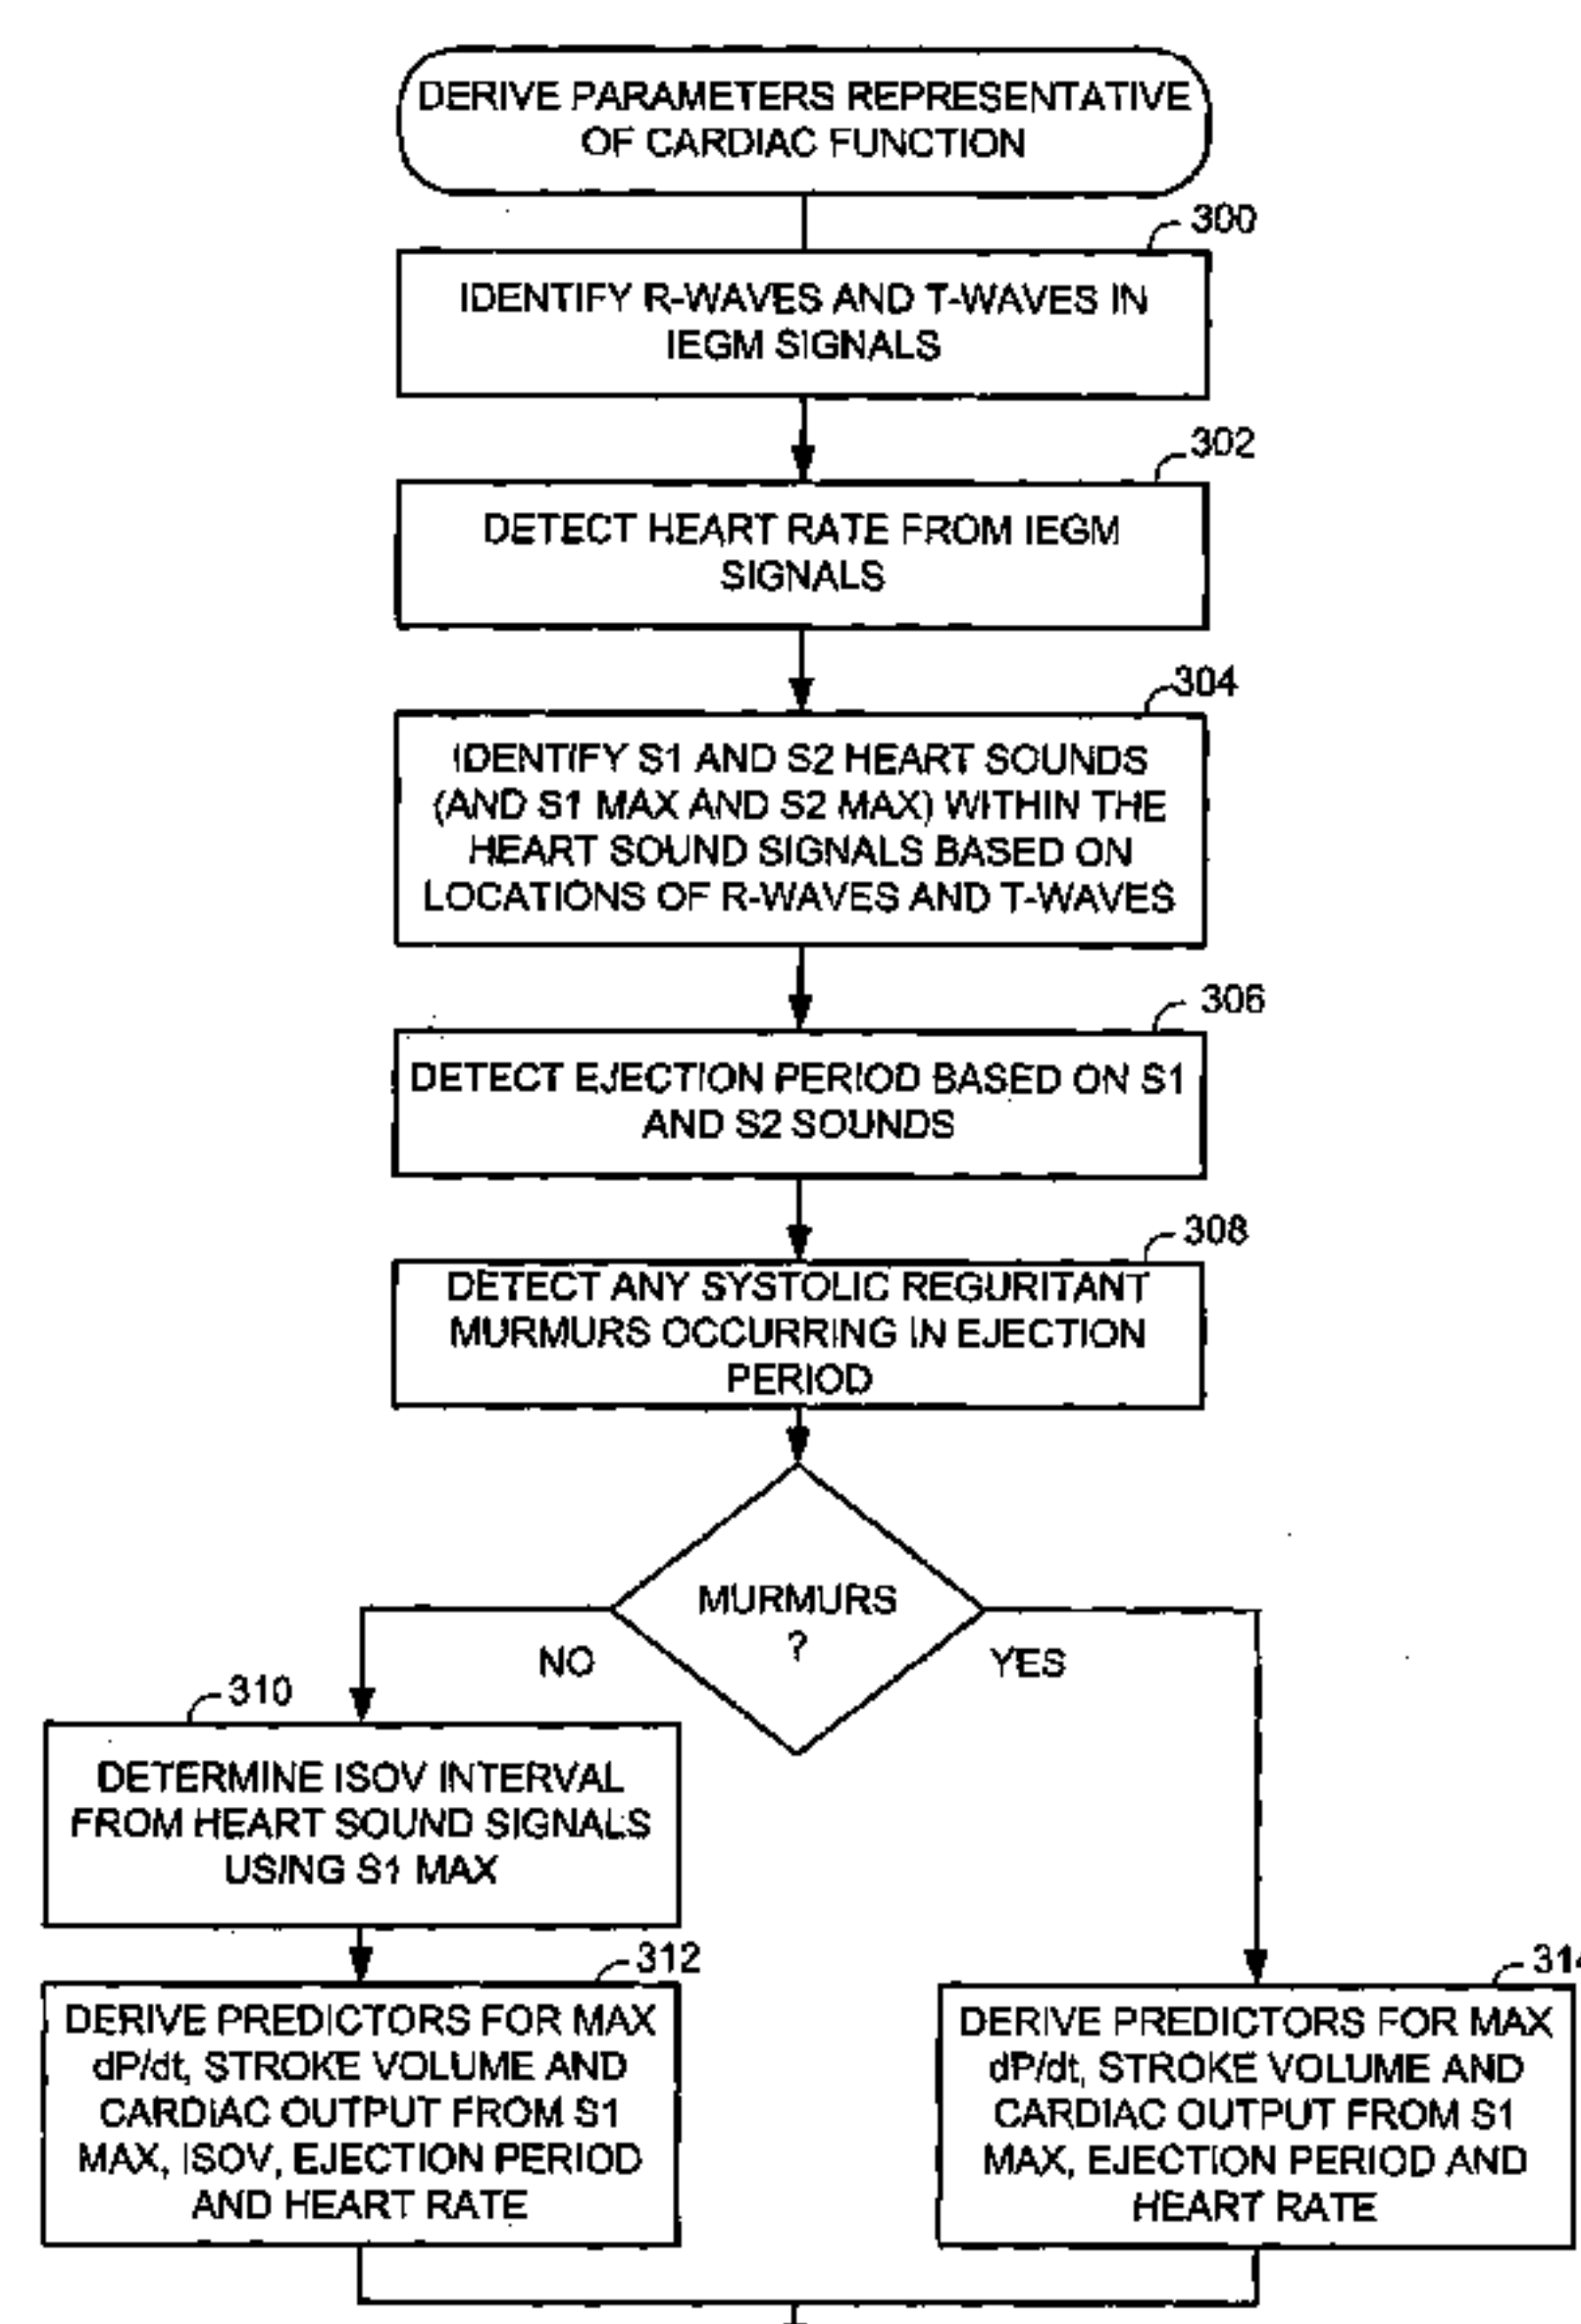 DERIVE PARAMETERS REPRESENTATIVE
OF CARDIAC FUNCTION
300
IDENTIFY R-WAVES AND T-WAVES IN
IEGM SIGNALS
302
DETECT HEART RATE FROM IEGM
SIGNALS
304
IDENTIFY S1 AND S2 HEART SOUNDS
(AND S1 MAX AND S2 MAX) WITHIN THE
HEART SOUND SIGNALS BASED ON
LOCATIONS OF R-WAVES AND T-WAVES
306
DETECT EJECTION PERIOD BASED ON S1
AND S2 SOUNDS
308
DETECT ANY SYSTOLIC REGURITANT
MURMURS OCCURRING IN EJECTION
PERIOD
MURMURS
?
NO
YES
310
DETERMINE ISOV INTERVAL
FROM HEART SOUND SIGNALS
USING S1 MAX
312
DERIVE PREDICTORS FOR MAX
dP/dt, STROKE VOLUME AND
CARDIAC OUTPUT FROM S1
MAX, ISOV, EJECTION PERIOD
AND HEART RATE
314
DERIVE PREDICTORS FOR MAX
dP/dt, STROKE VOLUME AND
CARDIAC OUTPUT FROM S1
MAX, EJECTION PERIOD AND
HEART RATE